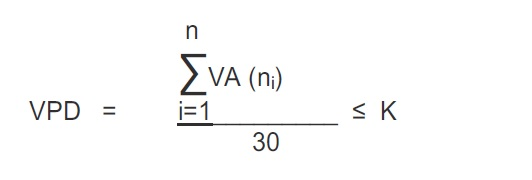 n
∑VA (nᵢ)
VPD = i=1 ≤ K
30